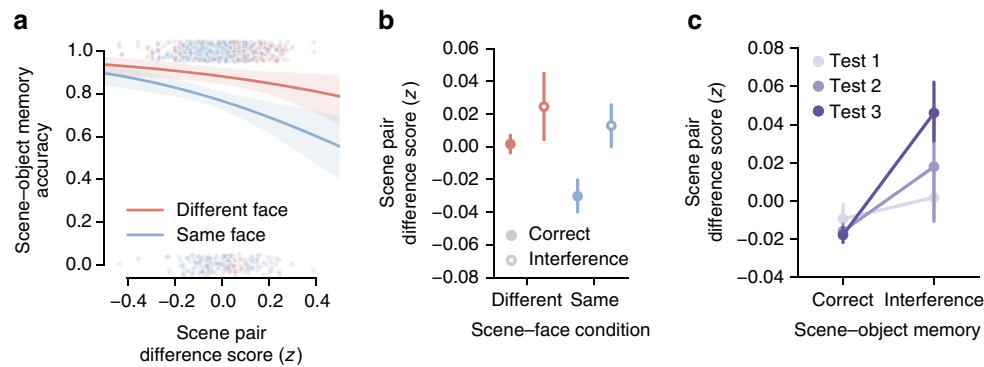 a
Scene–object memory
accuracy
1.0
0.8
0.6
0.4
0.2
0.0
Different face
Same face
−0.4 −0.2 0.0 0.2 0.4
Scene pair
difference score (z)
b
Scene pair
difference score (z)
0.06
0.04
0.02
0.00
−0.02
−0.04
−0.06
−0.08
Correct
Interference
Different Same
Scene–face condition
c
Scene pair
difference score (z)
0.08
0.06
0.04
0.02
0.00
−0.02
−0.04
Test 1
Test 2
Test 3
Correct Interference
Scene–object memory